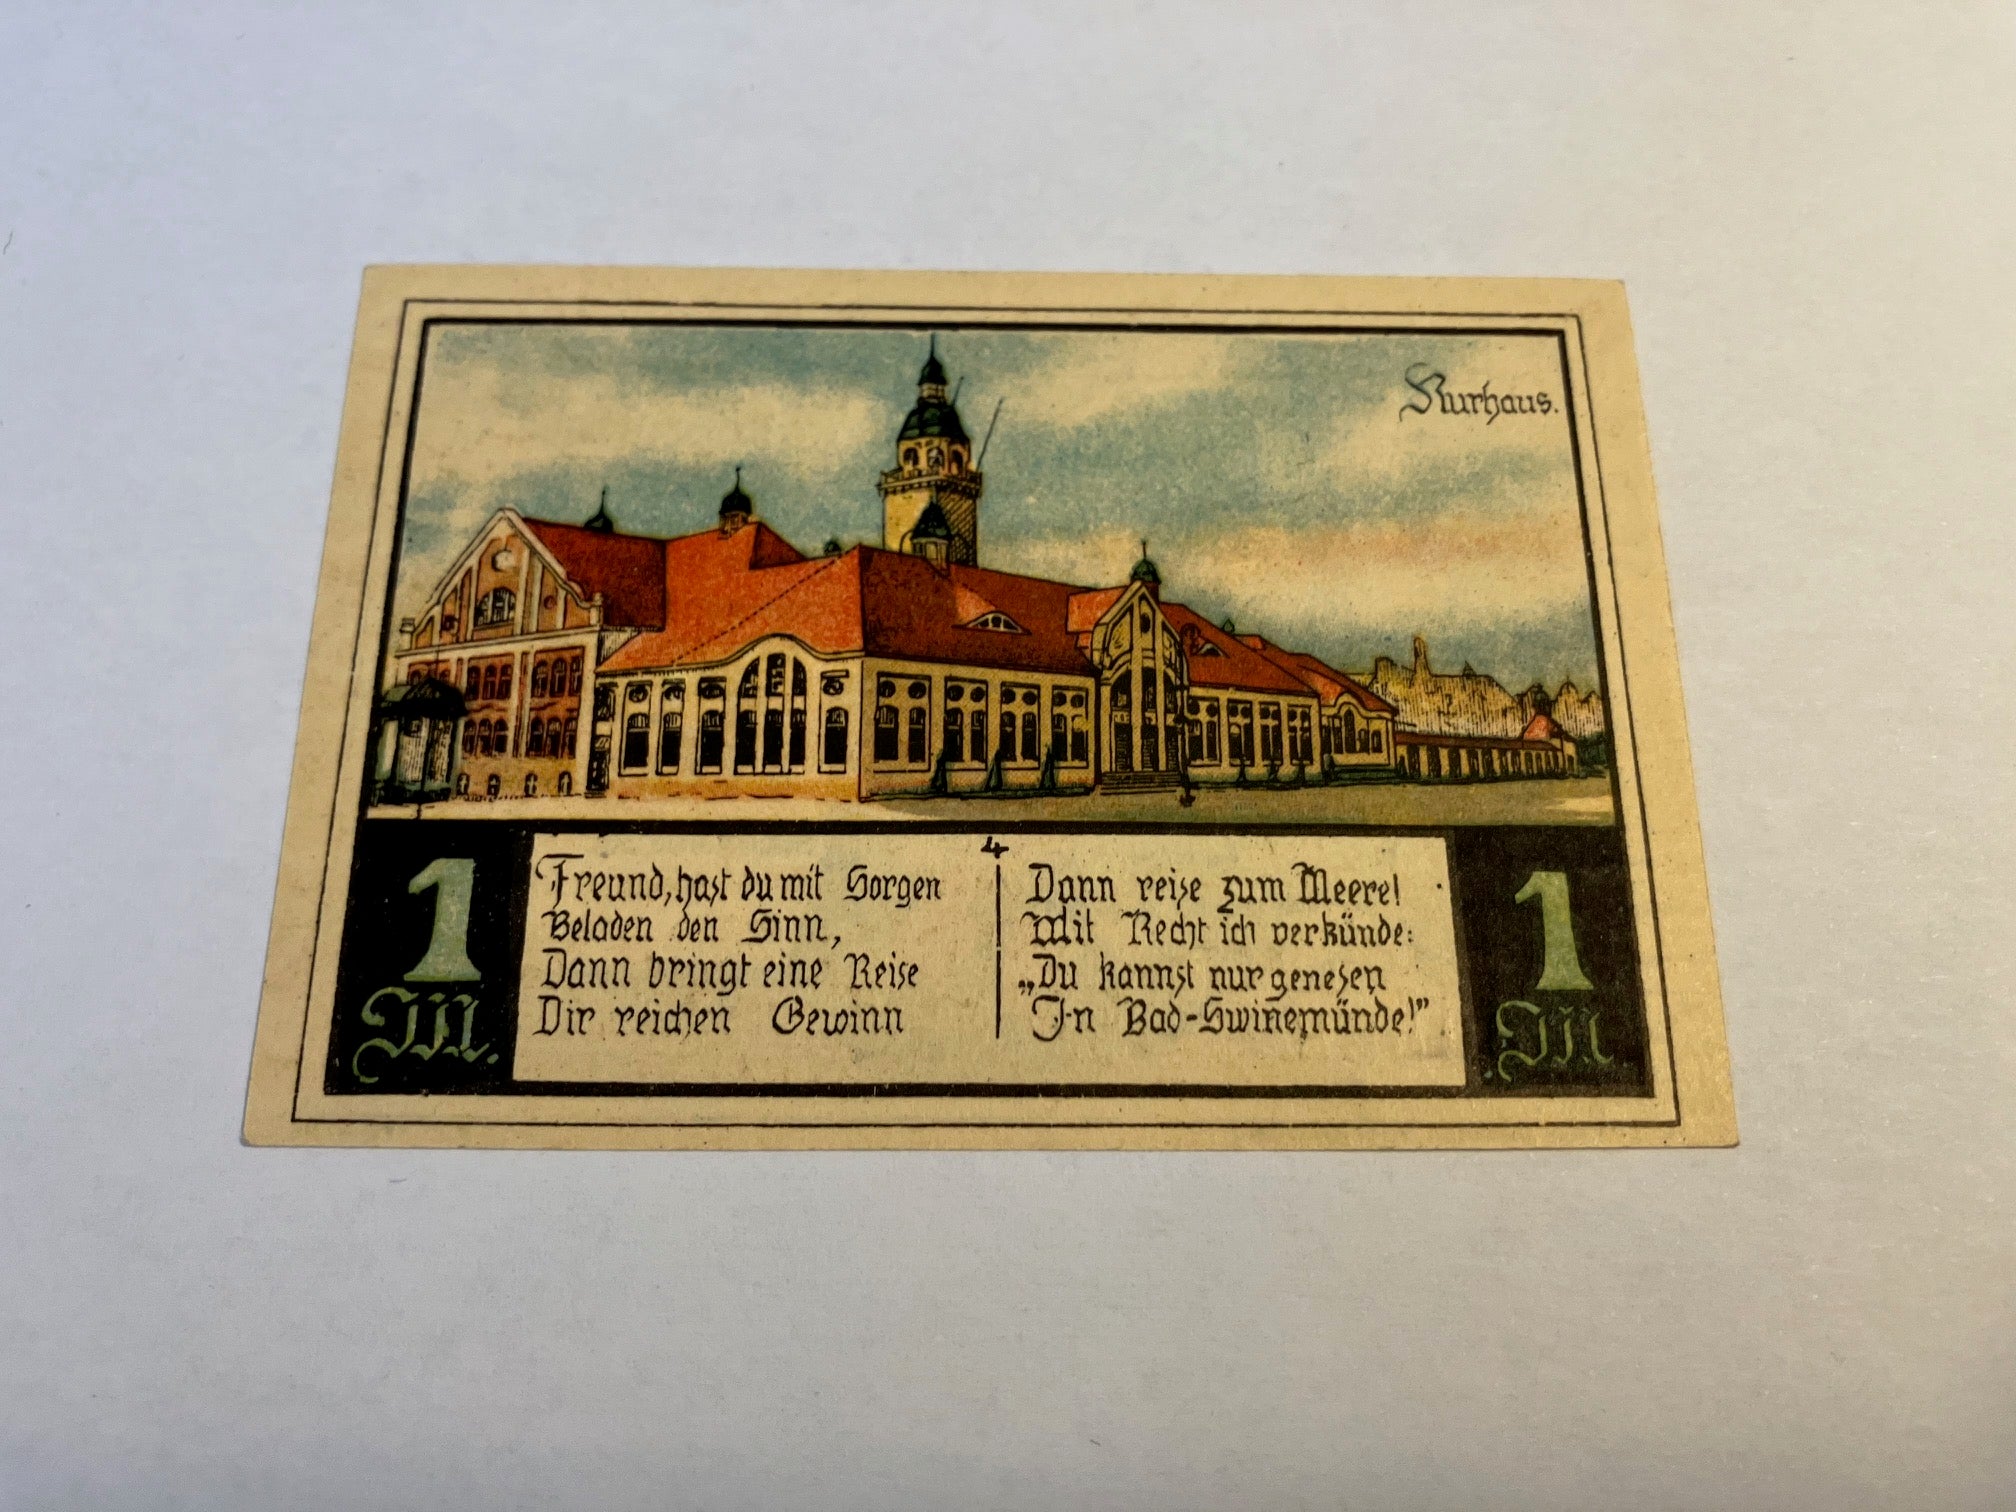 Kurhaus.
4
Freund, hast du mit Sorgen
Beladen den Sinn,
Dann bringt eine Reise
Dir reichen Gewinn
Dann reise zum Meere!
Mit Recht ich verkünde:
„Du kannst nur genesen
In Bad-Swinemünde!"
1
M.
1
M.